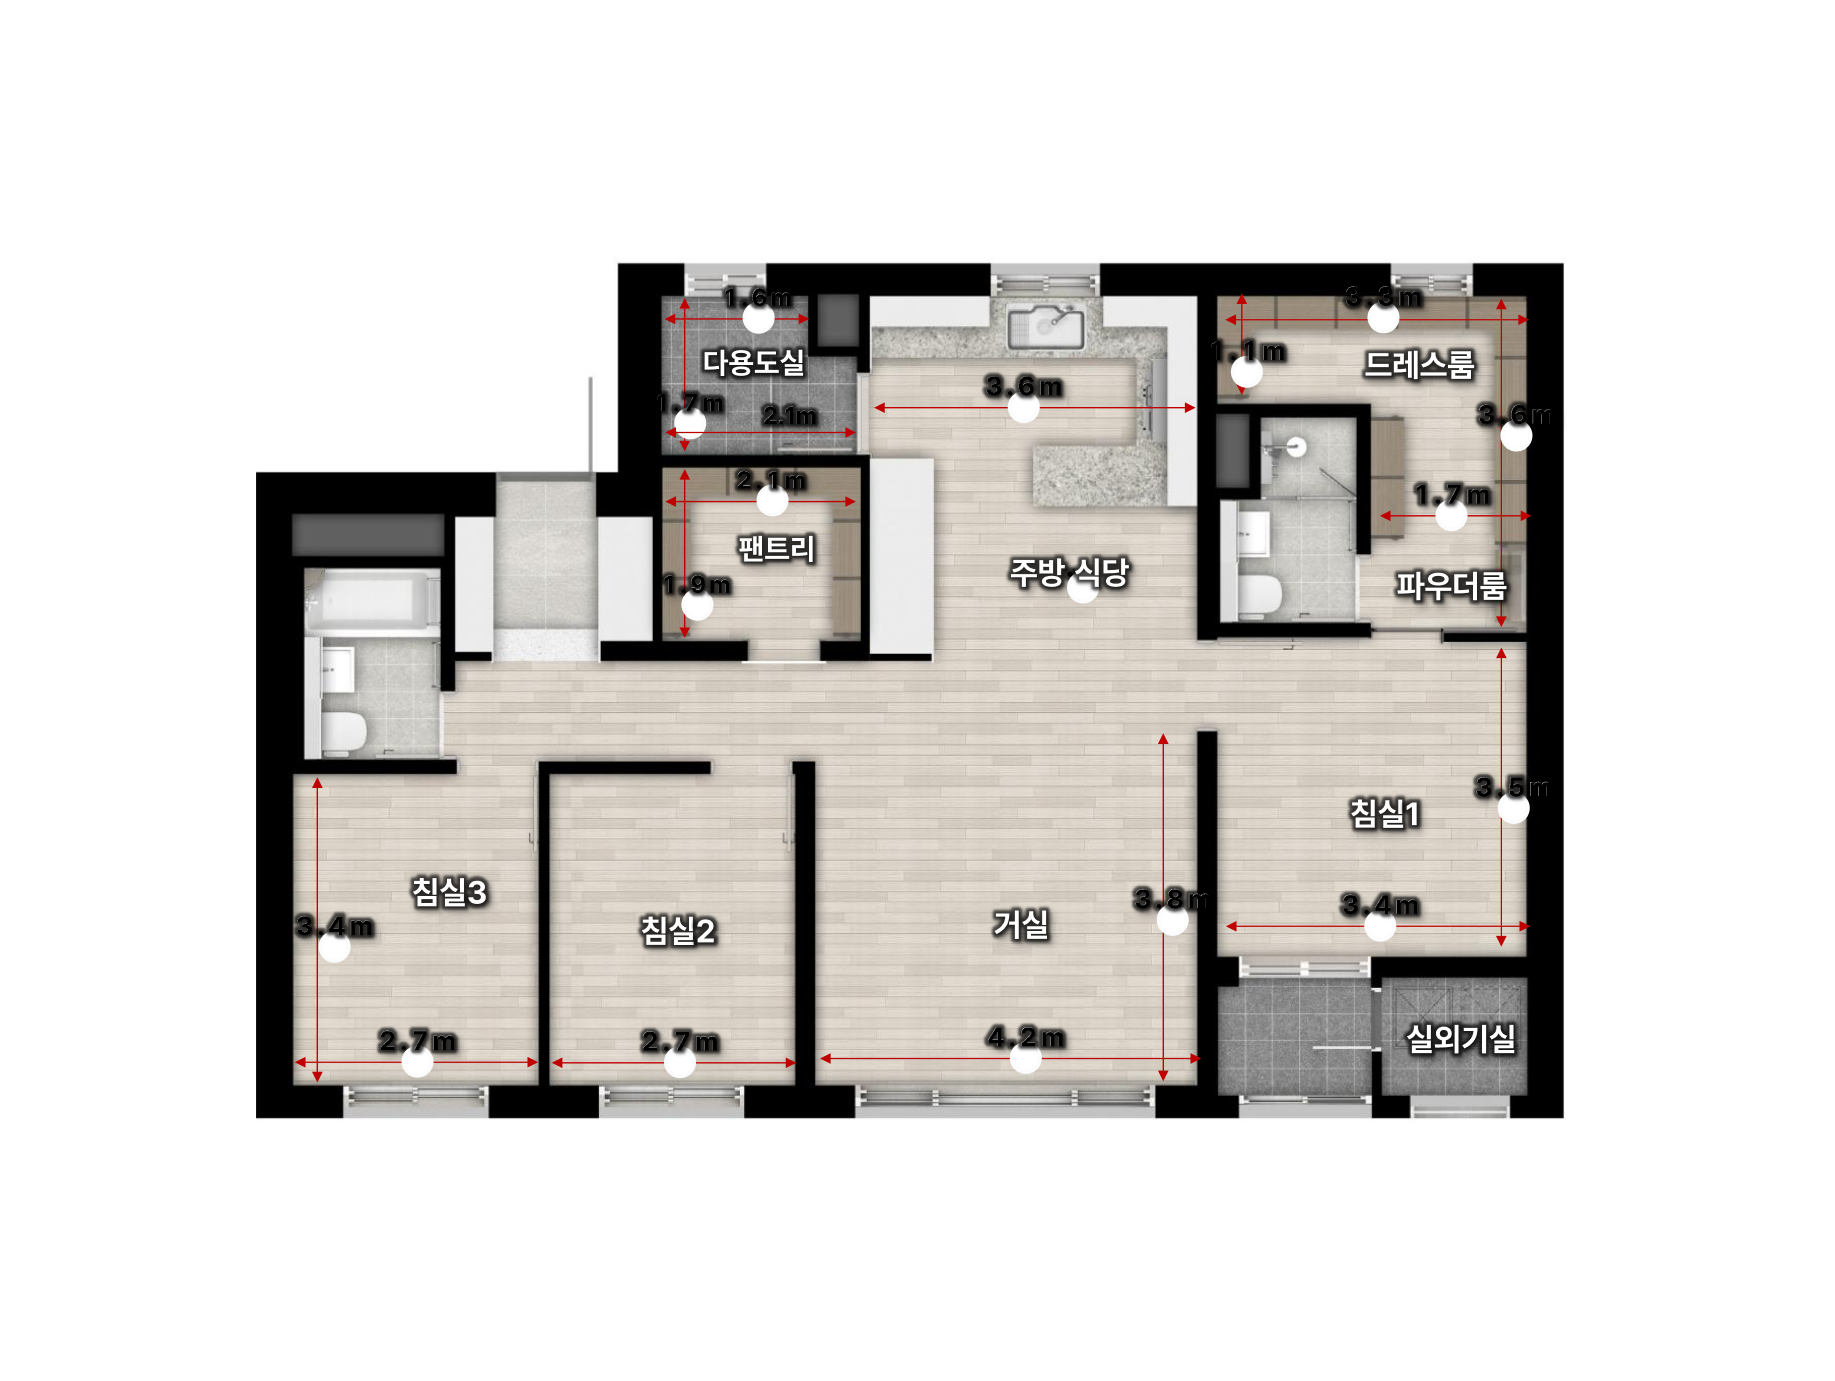 1.6m
3.3m
다용도실
1.1m
드레스룸
3.6m
1.7m
2.1m
3.6m
2.1m
1.7m
팬트리
주방·식당
1.9m
파우더룸
침실1
3.5m
침실3
3.8m
3.4m
거실
침실2
3.4m
2.7m
2.7m
4.2m
실외기실